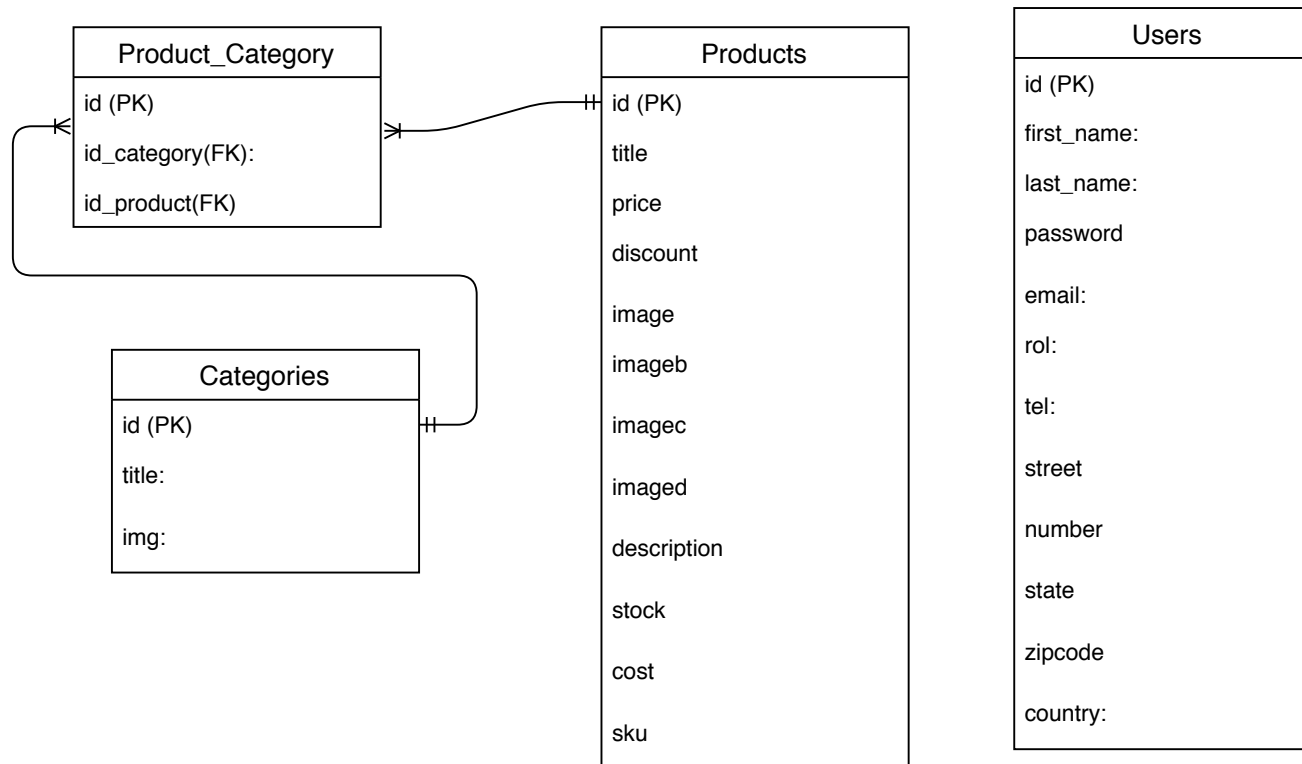 Product_Category
id (PK)
id_category(FK):
id_product(FK)
Categories
id (PK)
title:
img:
Products
id (PK)
title
price
discount
image
imageb
imagec
imaged
description
stock
cost
sku
Users
id (PK)
first_name:
last_name:
password
email:
rol:
tel:
street
number
state
zipcode
country: